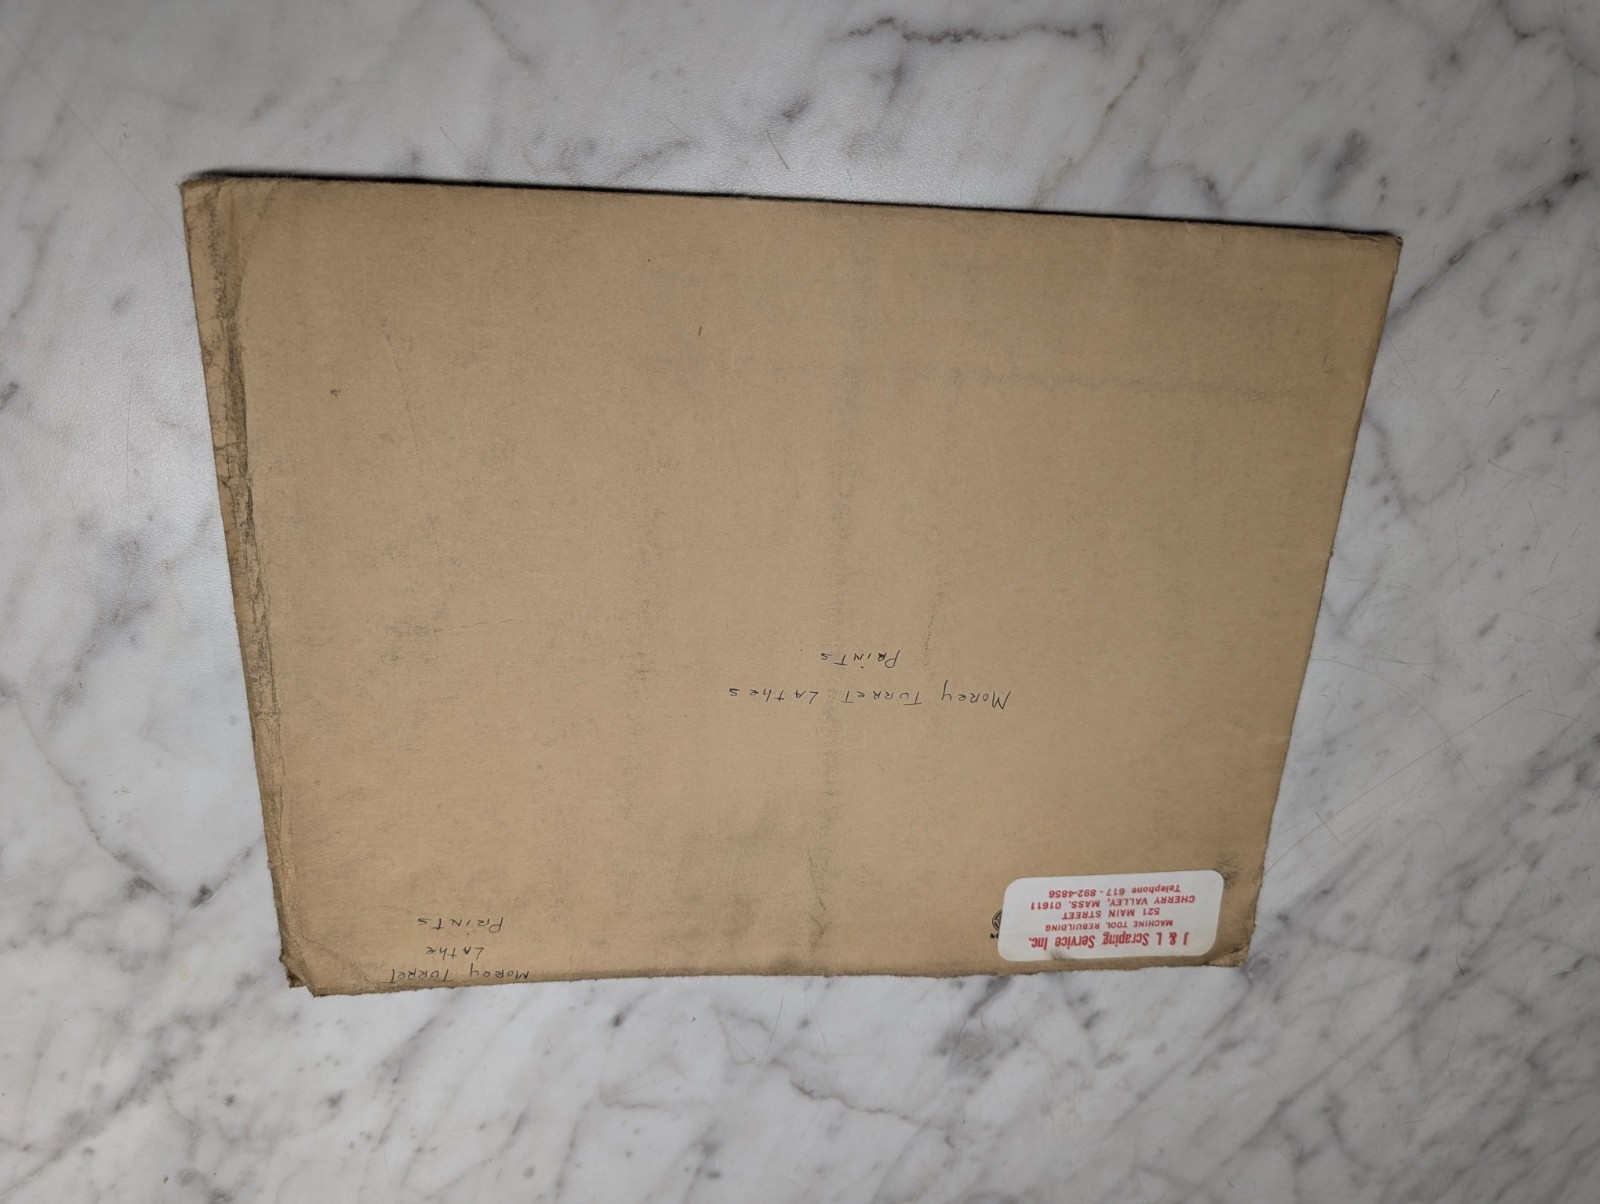 J & L Scraping Service Inc.
MACHINE TOOL REBUILDING
521 MAIN STREET
CHERRY VALLEY, MASS. 01611
Telephone 617 - 892-4856
Morey Turret
Lathe
Prints
Morey Turret Lathes
Prints